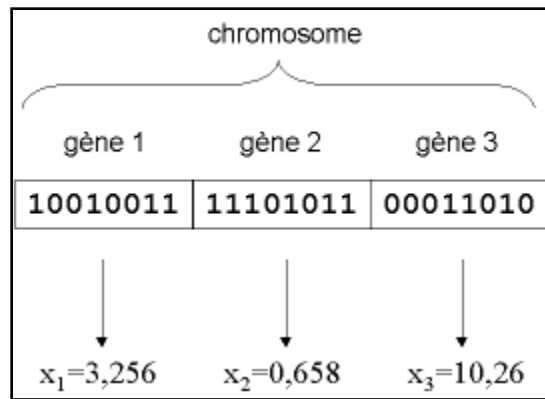 chromosome
gène 1 gène 2 gène 3
10010011 11101011 00011010
x₁=3,256 x₂=0,658 x₃=10,26